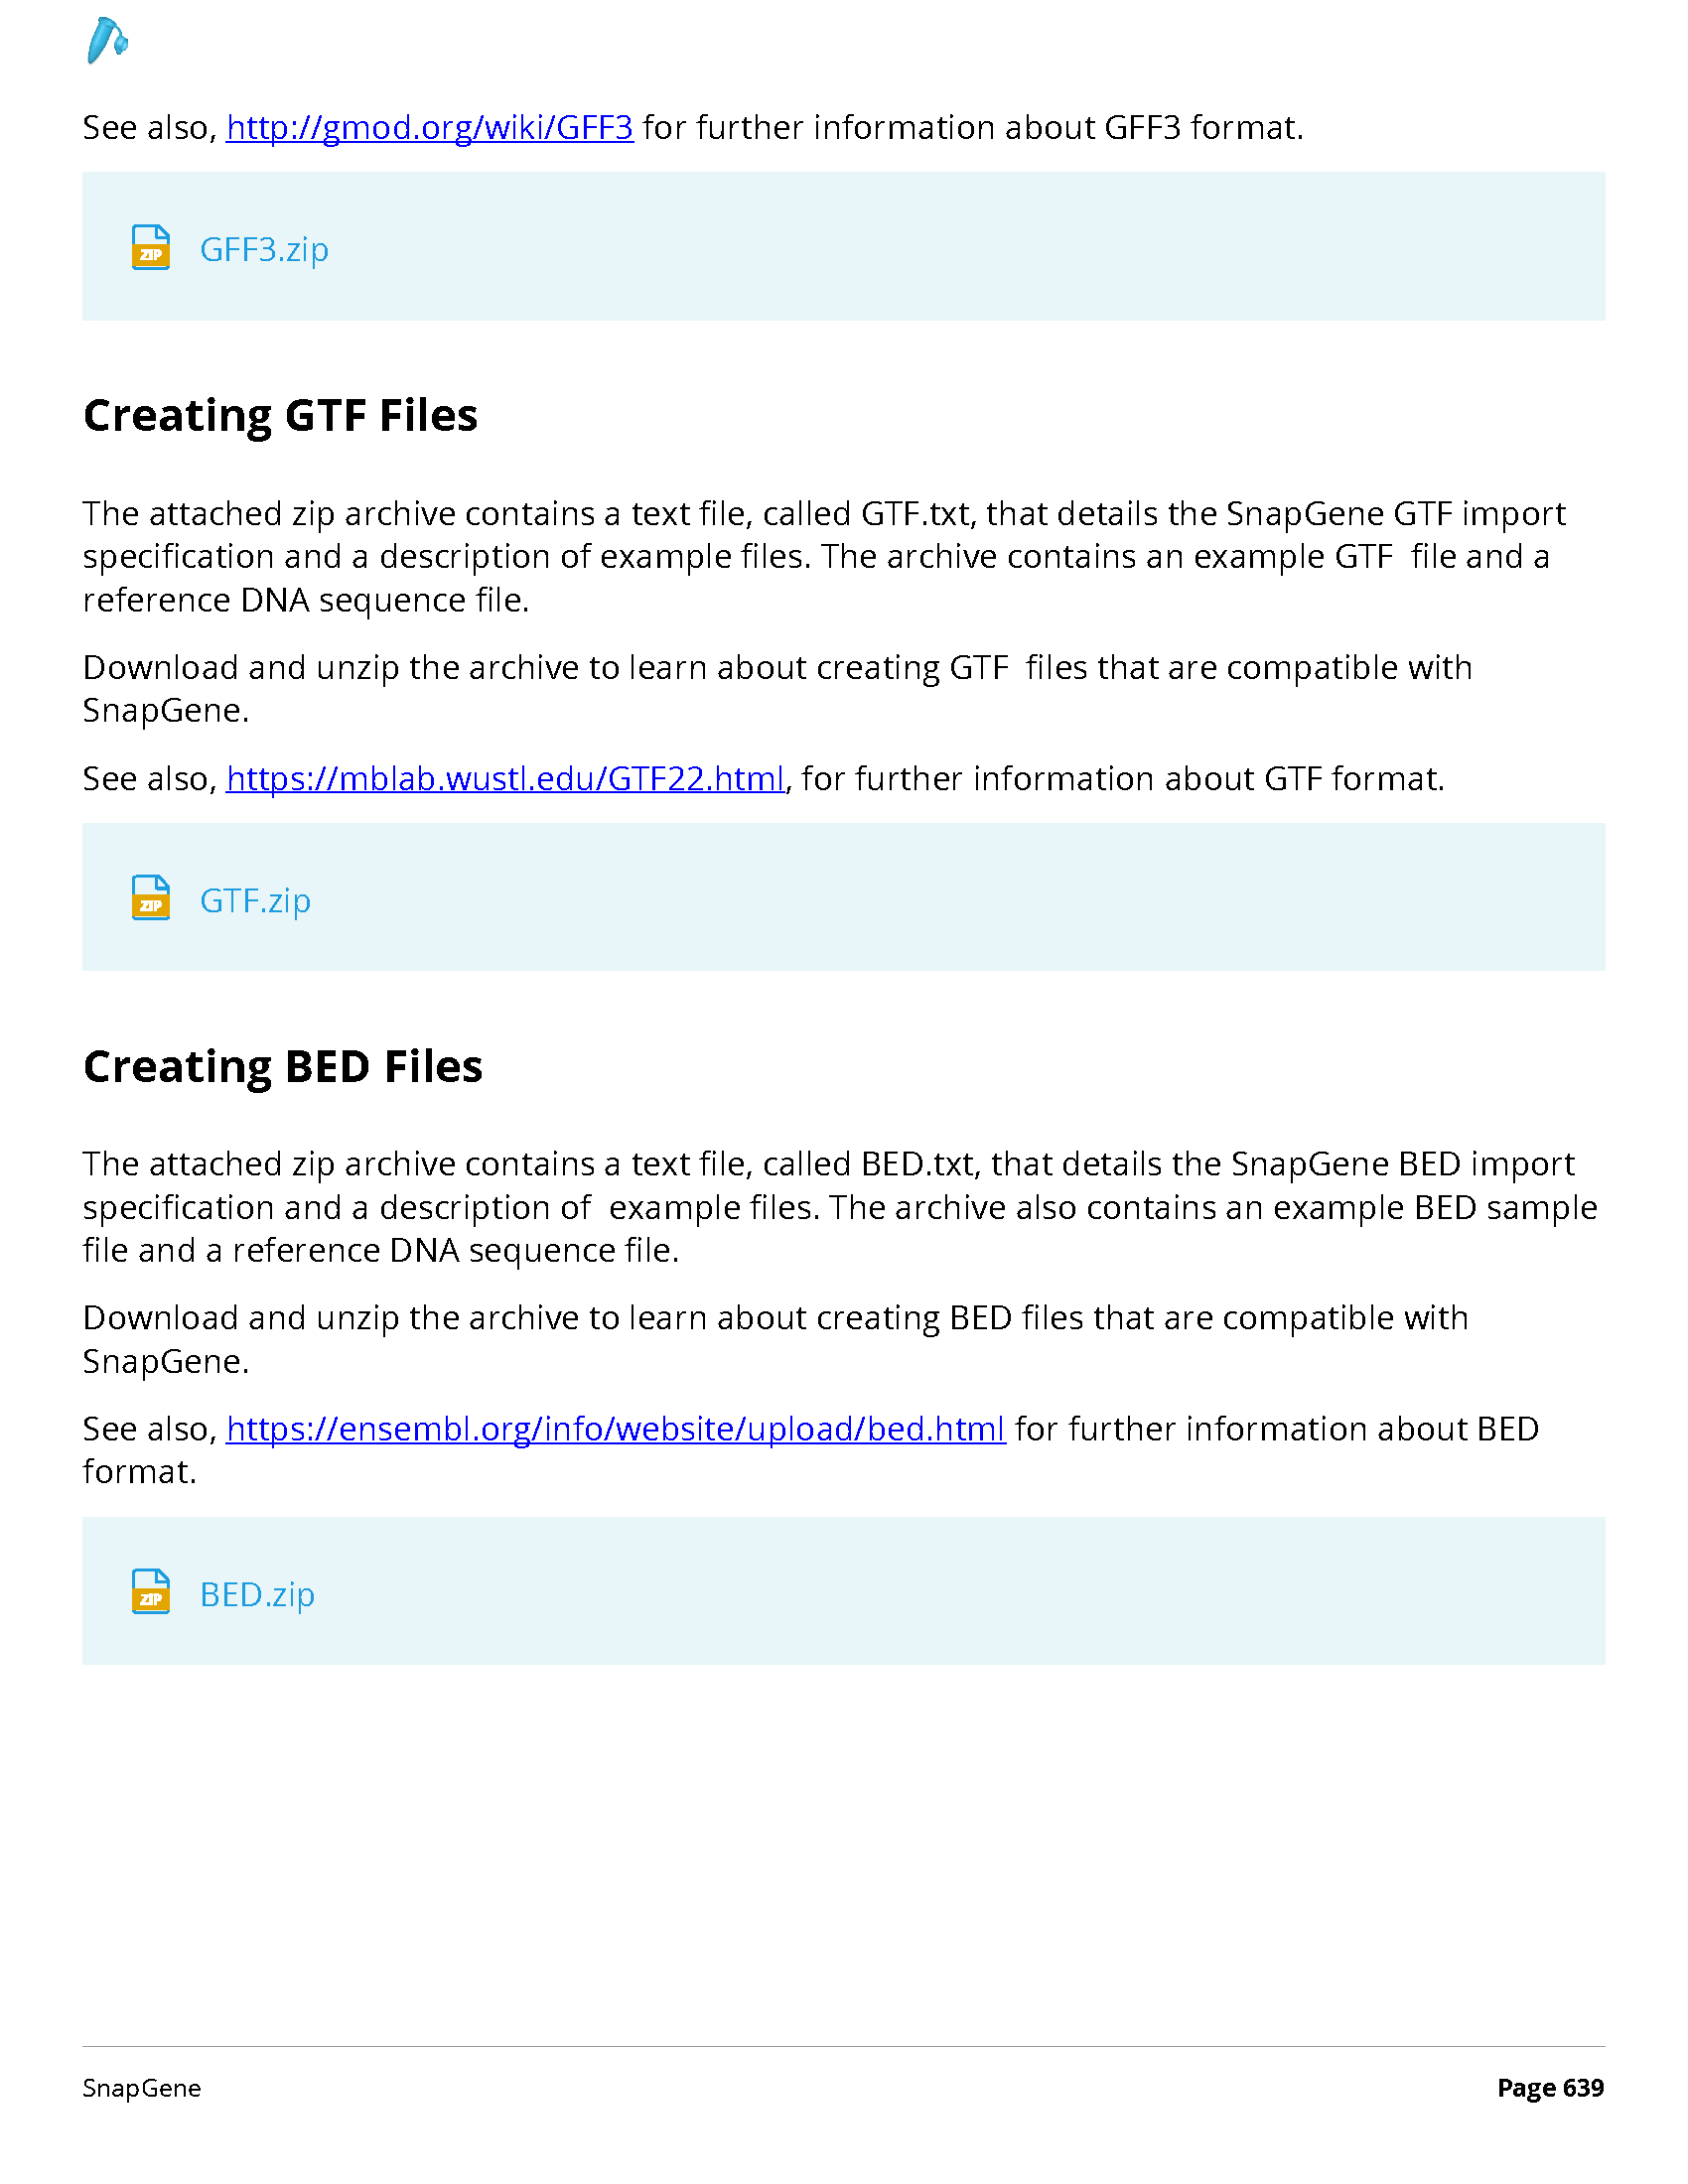 See also, http://gmod.org/wiki/GFF3 for further information about GFF3 format.
ZIP
GFF3.zip
Creating GTF Files
The attached zip archive contains a text file, called GTF.txt, that details the SnapGene GTF import
specification and a description of example files. The archive contains an example GTF  file and a
reference DNA sequence file.
Download and unzip the archive to learn about creating GTF  files that are compatible with
SnapGene.
See also, https://mblab.wustl.edu/GTF22.html, for further information about GTF format.
ZIP
GTF.zip
Creating BED Files
The attached zip archive contains a text file, called BED.txt, that details the SnapGene BED import
specification and a description of  example files. The archive also contains an example BED sample
file and a reference DNA sequence file.
Download and unzip the archive to learn about creating BED files that are compatible with
SnapGene.
See also, https://ensembl.org/info/website/upload/bed.html for further information about BED
format.
ZIP
BED.zip
SnapGene
Page 639